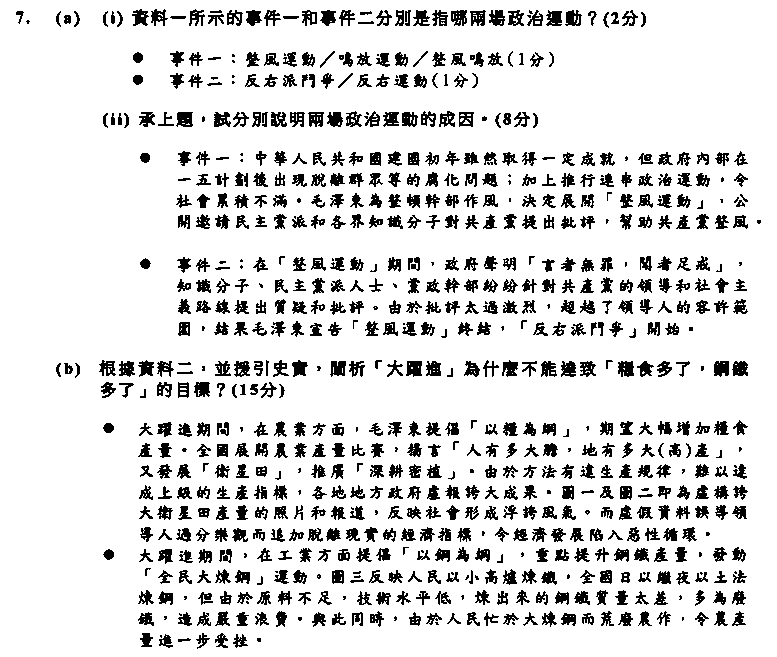 7. (a) (i) 資料一所示的事件一和事件二分別是指哪兩場政治運動？(2分)
● 事件一：整風運動／鳴放運動／整風鳴放(1分)
● 事件二：反右派鬥爭／反右運動(1分)
(ii) 承上題，試分別說明兩場政治運動的成因。(8分)
● 事件一：中華人民共和國建國初年雖然取得一定成就，但政府內部在
一五計劃後出現脫離群眾等的腐化問題；加上推行連串政治運動，令
社會累積不滿。毛澤東為整頓幹部作風，決定展開「整風運動」，公
開邀請民主黨派和各界知識分子對共產黨提出批評，幫助共產黨整風。
● 事件二：在「整風運動」期間，政府聲明「言者無罪，聞者足戒」，
知識分子、民主黨派人士、黨政幹部紛紛針對共產黨的領導和社會主
義路線提出質疑和批評。由於批評太過激烈，超越了領導人的容許範
圍，結果毛澤東宣告「整風運動」終結，「反右派鬥爭」開始。
(b) 根據資料二，並援引史實，闡析「大躍進」為什麼不能達致「糧食多了，鋼鐵
多了」的目標？(15分)
● 大躍進期間，在農業方面，毛澤東提倡「以糧為綱」，期望大幅增加糧食
產量。全國展開農業產量比賽，揚言「人有多大膽，地有多大(高)產」，
又發展「衛星田」，推廣「深耕密植」。由於方法有違生產規律，難以達
成上級的生產指標，各地地方政府虛報誇大成果。圖一及圖二即為虛構誇
大衛星田產量的照片和報道，反映社會形成浮誇風氣。而虛假資料誤導領
導人過分樂觀而追加脫離現實的經濟指標，令經濟發展陷入惡性循環。
● 大躍進期間，在工業方面提倡「以鋼為綱」，重點提升鋼鐵產量，發動
「全民大煉鋼」運動。圖三反映人民以小高爐煉鐵，全國日以繼夜以土法
煉鋼，但由於原料不足，技術水平低，煉出來的鋼鐵質量太差，多為廢
鐵，造成嚴重浪費。與此同時，由於人民忙於大煉鋼而荒廢農作，令農產
量進一步受挫。